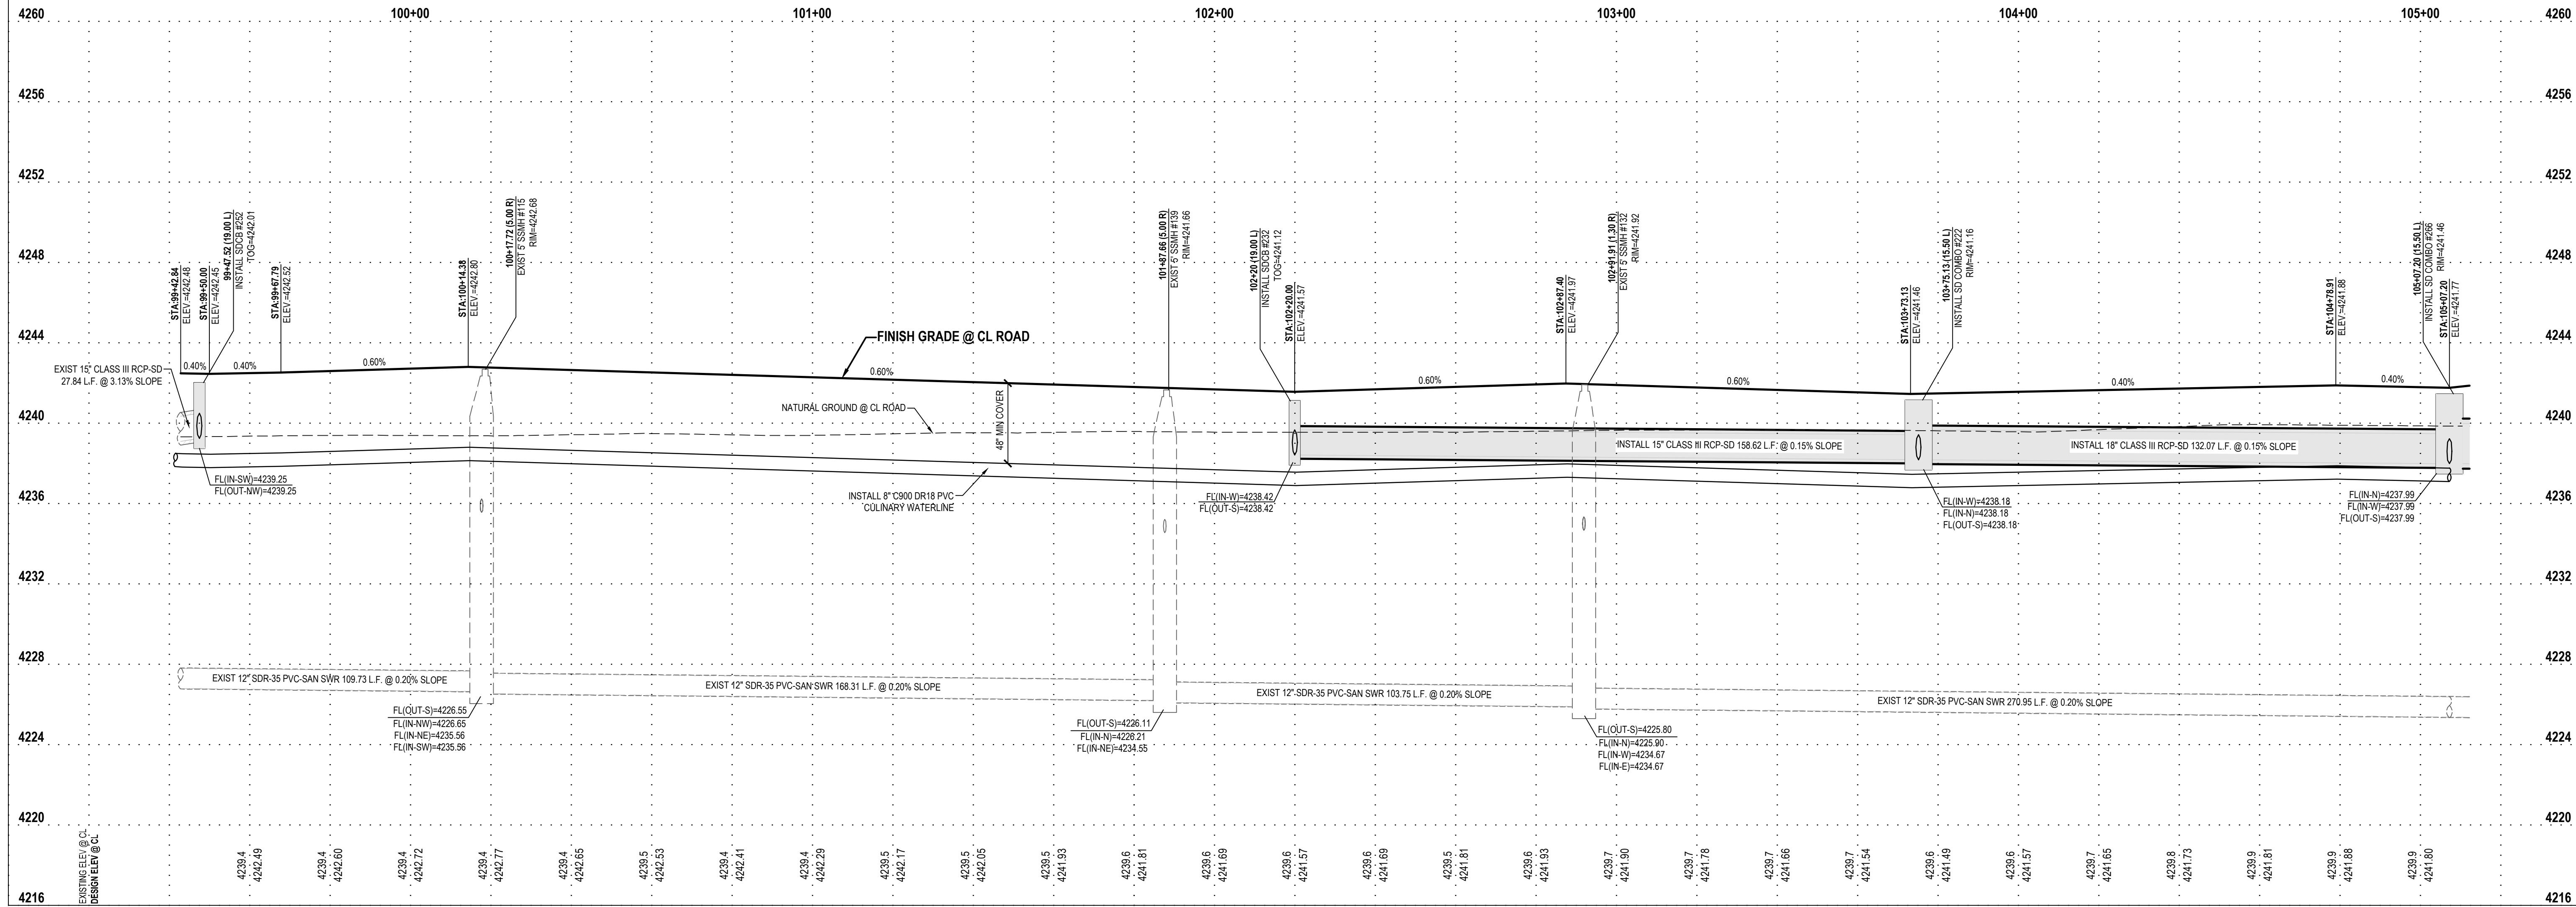 4260
100+00
101+00
102+00
103+00
104+00
105+00
4260
4256
4256
4252
4252
4248
4248
4244
4244
4240
4240
4236
4236
4232
4232
4228
4228
4224
4224
4220
4220
4216
4216
STA:99+42.84
ELEV.=4242.48
STA:99+50.00
ELEV.=4242.45
99+47.52 (19.00 L)
INSTALL SDCB #252
TOG=4242.01
STA:99+67.79
ELEV.=4242.52
STA:100+14.38
ELEV.=4242.80
100+17.72 (5.00 R)
EXIST 5' SSMH #115
RIM=4242.68
101+87.66 (5.00 R)
EXIST 6' SSMH #139
RIM=4241.66
102+20 (19.00 L)
INSTALL SDCB #232
TOG=4241.12
STA:102+20.00
ELEV.=4241.57
STA:102+87.40
ELEV.=4241.97
102+91.91 (1.30 R)
EXIST 5' SSMH #132
RIM=4241.92
STA:103+73.13
ELEV.=4241.46
103+75.13 (15.50 L)
INSTALL SD COMBO #222
RIM=4241.16
STA:104+78.91
ELEV.=4241.88
105+07.20 (15.50 L)
INSTALL SD COMBO #266
RIM=4241.46
STA:105+07.20
ELEV.=4241.77
FINISH GRADE @ CL ROAD
EXIST 15" CLASS III RCP-SD
27.84 L.F. @ 3.13% SLOPE
0.40%
0.40%
0.60%
0.60%
0.60%
0.60%
0.40%
0.40%
NATURAL GROUND @ CL ROAD
48" MIN COVER
INSTALL 15" CLASS III RCP-SD 158.62 L.F. @ 0.15% SLOPE
INSTALL 18" CLASS III RCP-SD 132.07 L.F. @ 0.15% SLOPE
FL(IN-SW)=4239.25
FL(OUT-NW)=4239.25
INSTALL 8" C900 DR18 PVC
CULINARY WATERLINE
FL(IN-W)=4238.42
FL(OUT-S)=4238.42
FL(IN-W)=4238.18
FL(IN-N)=4238.18
FL(OUT-S)=4238.18
FL(IN-N)=4237.99
FL(IN-W)=4237.99
FL(OUT-S)=4237.99
EXIST 12" SDR-35 PVC-SAN SWR 109.73 L.F. @ 0.20% SLOPE
EXIST 12" SDR-35 PVC-SAN SWR 168.31 L.F. @ 0.20% SLOPE
EXIST 12" SDR-35 PVC-SAN SWR 103.75 L.F. @ 0.20% SLOPE
EXIST 12" SDR-35 PVC-SAN SWR 270.95 L.F. @ 0.20% SLOPE
FL(OUT-S)=4226.55
FL(IN-NW)=4226.65
FL(IN-NE)=4235.56
FL(IN-SW)=4235.56
FL(OUT-S)=4226.11
FL(IN-N)=4226.21
FL(IN-NE)=4234.55
FL(OUT-S)=4225.80
FL(IN-N)=4225.90
FL(IN-W)=4234.67
FL(IN-E)=4234.67
EXISTING ELEV @ CL
DESIGN ELEV @ CL
4239.4
4242.49
4239.4
4242.60
4239.4
4242.72
4239.4
4242.77
4239.4
4242.65
4239.5
4242.53
4239.4
4242.41
4239.4
4242.29
4239.5
4242.17
4239.5
4242.05
4239.5
4241.93
4239.6
4241.81
4239.6
4241.69
4239.6
4241.57
4239.6
4241.69
4239.5
4241.81
4239.6
4241.93
4239.7
4241.90
4239.7
4241.78
4239.7
4241.66
4239.7
4241.54
4239.6
4241.49
4239.6
4241.57
4239.7
4241.65
4239.8
4241.73
4239.9
4241.81
4239.9
4241.88
4239.9
4241.80